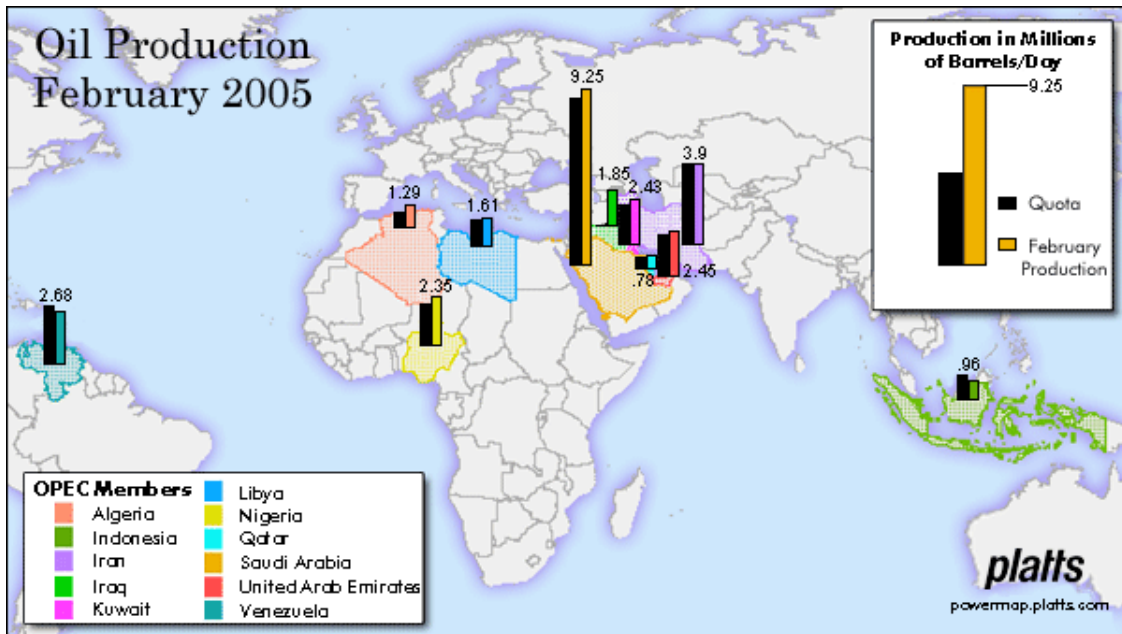 Oil Production
February 2005
Production in Millions
of Barrels/Day
9.25
Quota
February
Production
9.25
3.9
1.85
2.43
1.29
1.61
.78
2.45
2.35
2.68
.96
OPEC Members
Algeria
Indonesia
Iran
Iraq
Kuwait
Libya
Nigeria
Qatar
Saudi Arabia
United Arab Emirates
Venezuela
platts
powermap.platts.com